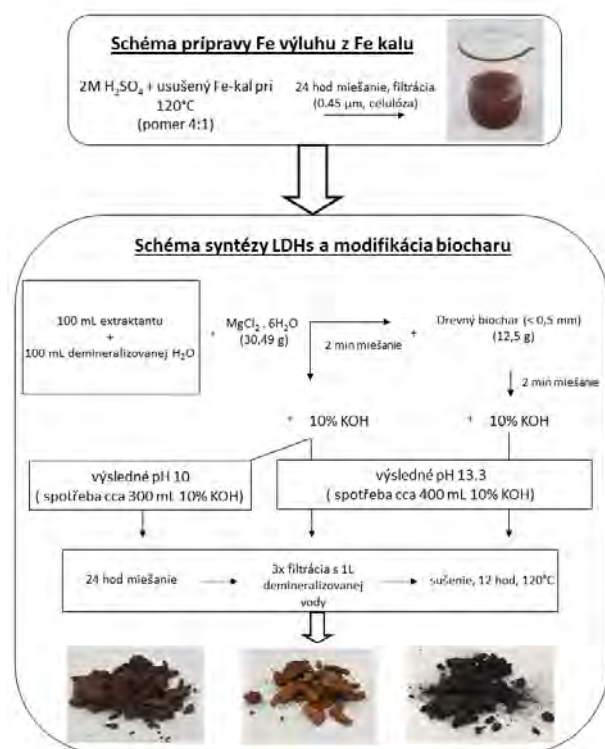 Schéma prípravy Fe výluhu z Fe kalu
2M H₂SO₄ + usušený Fe-kal pri
120°C
(pomer 4:1)
24 hod miešanie, filtrácia
(0.45 µm, celulóza)
Schéma syntézy LDHs a modifikácia biocharu
100 mL extraktantu
+
100 mL demineralizovanej H₂O
+
MgCl₂ . 6H₂O
(30,49 g)
2 min miešanie
+
Drevný biochar (< 0,5 mm)
(12,5 g)
2 min miešanie
+ 10% KOH
+ 10% KOH
výsledné pH 10
( spotřeba cca 300 mL 10% KOH)
výsledné pH 13.3
( spotřeba cca 400 mL 10% KOH)
24 hod miešanie
3x filtrácia s 1L
demineralizovanej
vody
sušenie, 12 hod, 120°C